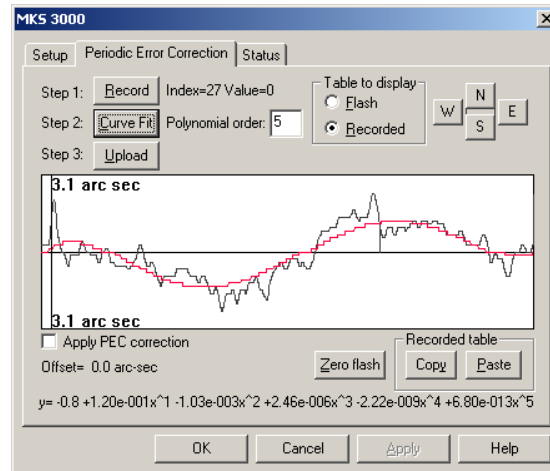 MKS 3000
Setup Periodic Error Correction Status
Step 1: Record Index=27 Value=0
Table to display
Flash
Recorded
N
W E
S
Step 2: Curve Fit Polynomial order: 5
Step 3: Upload
3.1 arc sec
3.1 arc sec
Apply PEC correction
Offset= 0.0 arc-sec
Zero flash
Recorded table
Copy Paste
y= -0.8 +1.20e-001x^1 -1.03e-003x^2 +2.46e-006x^3 -2.22e-009x^4 +6.80e-013x^5
OK Cancel Apply Help